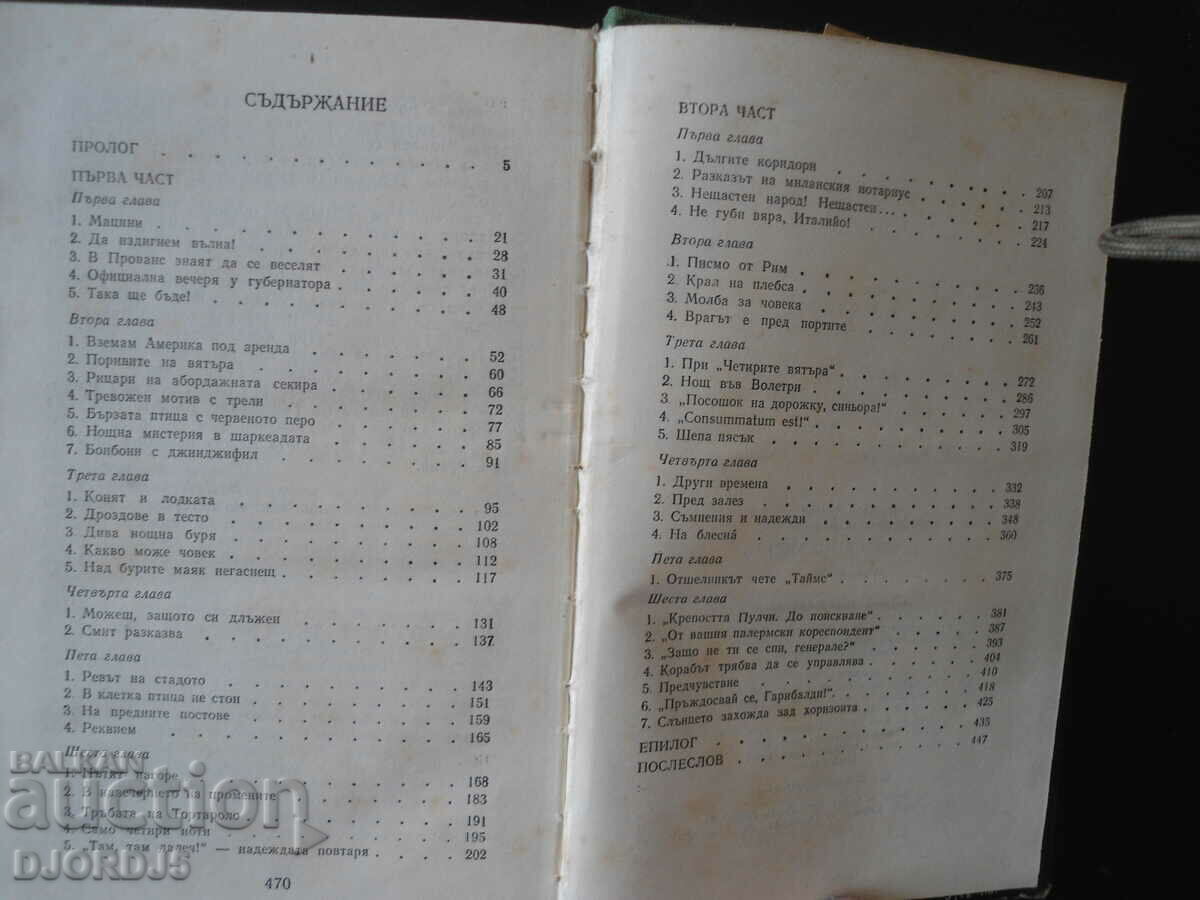 СЪДЪРЖАНИЕ
ПРОЛОГ . . . . . . . . . . . . 5
ПЪРВА ЧАСТ
Първа глава
1. Мацини . . . . . . . . . . . 21
2. Да издигнем вълна! . . . . . . . . 28
3. В Прованс знаят да се веселят . . . . . 31
4. Официална вечеря у губернатора . . . . 40
5. Така ще бъде! . . . . . . . . . . 48
Втора глава
1. Вземам Америка под аренда . . . . . . 52
2. Поривите на вятъра . . . . . . . . 60
3. Рицари на абордажната секира . . . . . 66
4. Тревожен мотив с трели . . . . . . . 72
5. Бързата птица с червеното перо . . . . . 77
6. Нощна мистерия в шаркеадата . . . . . 85
7. Бонбони с джинджифил . . . . . . . 91
Трета глава
1. Конят и лодката . . . . . . . . . 95
2. Дроздове в тесто . . . . . . . . . 102
3. Дива нощна буря . . . . . . . . . 108
4. Какво може човек . . . . . . . . . 112
5. Над бурите маяк негаснещ . . . . . . . 117
Четвърта глава
1. Можеш, защото си длъжен . . . . . . 131
2. Смит разказва . . . . . . . . . . 137
Пета глава
1. Ревът на стадото . . . . . . . . . 143
2. В клетка птица не стои . . . . . . . 151
3. На предните постове . . . . . . . . 159
4. Реквием . . . . . . . . . . . 165
Шеста глава
1. Пътят нагоре . . . . . . . . . . 168
2. В навечерието на промените . . . . . . 183
3. Тръбата на Тортароло . . . . . . . . 191
4. Само четири ноти . . . . . . . . . 195
5. „Там, там далеч!“ — надеждата повтаря . . . 202
470
ВТОРА ЧАСТ
Първа глава
1. Дългите коридори . . . . . . . . . 207
2. Разказът на миланския нотариус . . . . . 213
3. Нещастен народ! Нещастен... . . . . . . 217
4. Не губи вяра, Италийо! . . . . . . . 224
Втора глава
1. Писмо от Рим . . . . . . . . . . 236
2. Крал на плебса . . . . . . . . . . 243
3. Молба за човека . . . . . . . . . 252
4. Врагът е пред портите . . . . . . . 261
Трета глава
1. При „Четирите вятъра“ . . . . . . . 272
2. Нощ във Волетри . . . . . . . . . 286
3. „Посошок на дорожку, синьора!“ . . . . . 297
4. „Consummatum est!“ . . . . . . . . 305
5. Шепа пясък . . . . . . . . . . 319
Четвърта глава
1. Други времена . . . . . . . . . . 332
2. Пред залез . . . . . . . . . . . 338
3. Съмнения и надежди . . . . . . . . 348
4. На блесна́ . . . . . . . . . . . 360
Пета глава
1. Отшелникът чете „Таймс“ . . . . . . . 375
Шеста глава
1. „Крепостта Пулчи. До поискване“ . . . . . 381
2. „От вашия палермски кореспондент“ . . . . 387
3. „Защо не ти се спи, генерале?“ . . . . . 393
4. Корабът трябва да се управлява . . . . . 404
5. Предчувствие . . . . . . . . . . 410
6. „Пръждосвай се, Гарибалди!“. . . . . . 418
7. Слънцето захожда зад хоризонта . . . . . 425
ЕПИЛОГ . . . . . . . . . . . . 435
ПОСЛЕСЛОВ . . . . . . . . . . . 447
BALKAN
auction
DJORDJ5